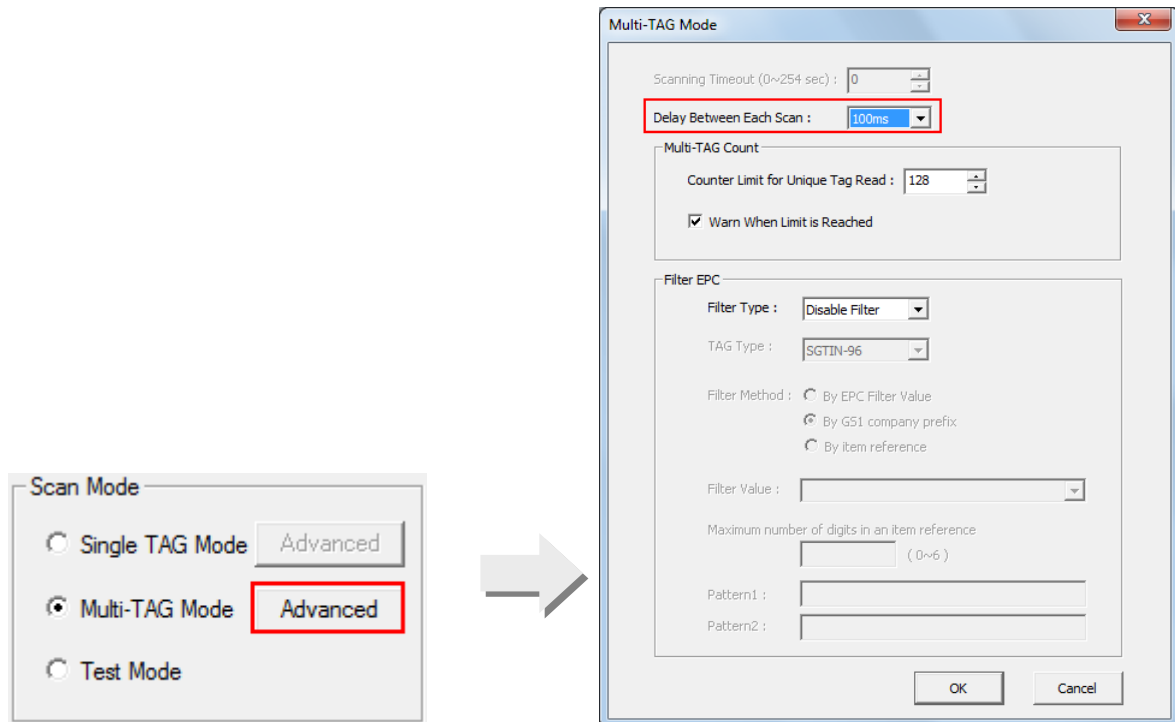 Scan Mode
Single TAG Mode Advanced
Multi-TAG Mode Advanced
Test Mode
Multi-TAG Mode
Scanning Timeout (0~254 sec) : 0
Delay Between Each Scan : 100ms
Multi-TAG Count
Counter Limit for Unique Tag Read : 128
Warn When Limit is Reached
Filter EPC
Filter Type : Disable Filter
TAG Type : SGTIN-96
Filter Method : By EPC Filter Value
By GS1 company prefix
By item reference
Filter Value :
Maximum number of digits in an item reference
( 0~6 )
Pattern1 :
Pattern2 :
OK Cancel